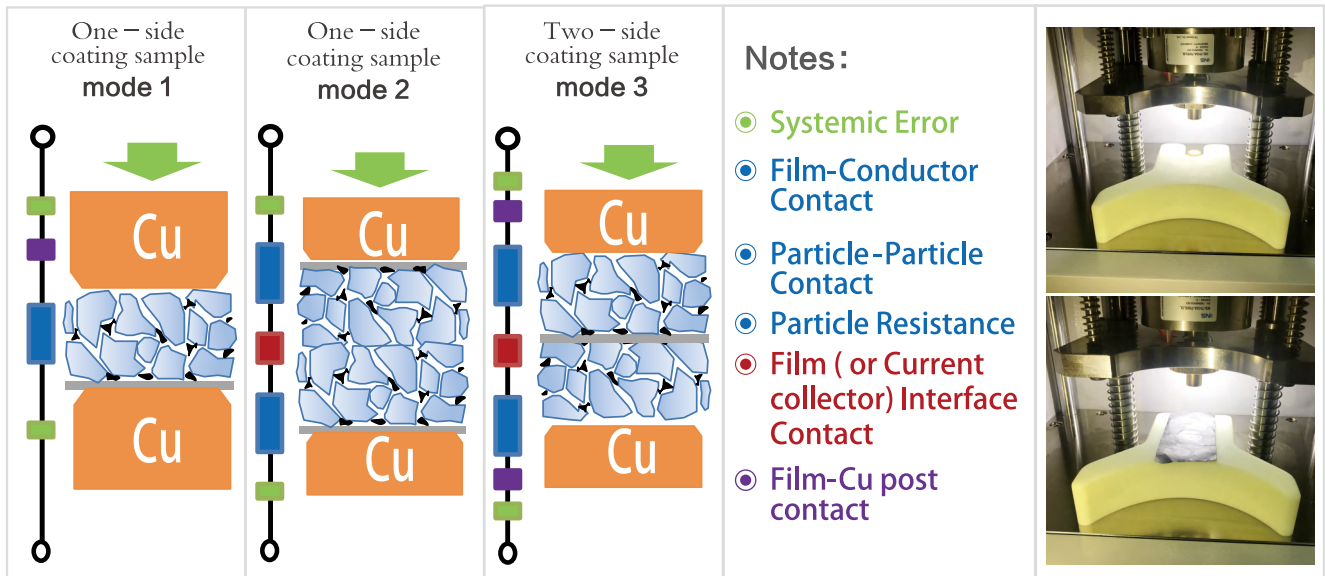 One – side
coating sample
mode 1
Cu
Cu
One – side
coating sample
mode 2
Cu
Cu
Two – side
coating sample
mode 3
Cu
Cu
Notes:
Systemic Error
Film-Conductor
Contact
Particle-Particle
Contact
Particle Resistance
Film ( or Current
collector) Interface
Contact
Film-Cu post
contact